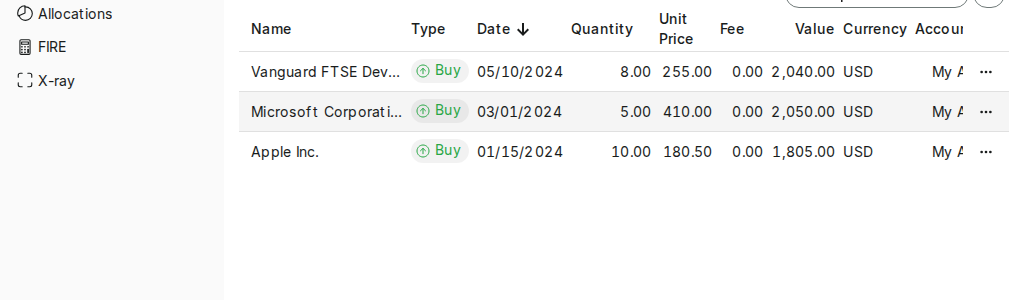 Allocations
FIRE
X-ray
Name Type Date Quantity Unit Price Fee Value Currency Accour
Vanguard FTSE Dev... Buy 05/10/2024 8.00 255.00 0.00 2,040.00 USD My A
Microsoft Corporati... Buy 03/01/2024 5.00 410.00 0.00 2,050.00 USD My A
Apple Inc. Buy 01/15/2024 10.00 180.50 0.00 1,805.00 USD My A